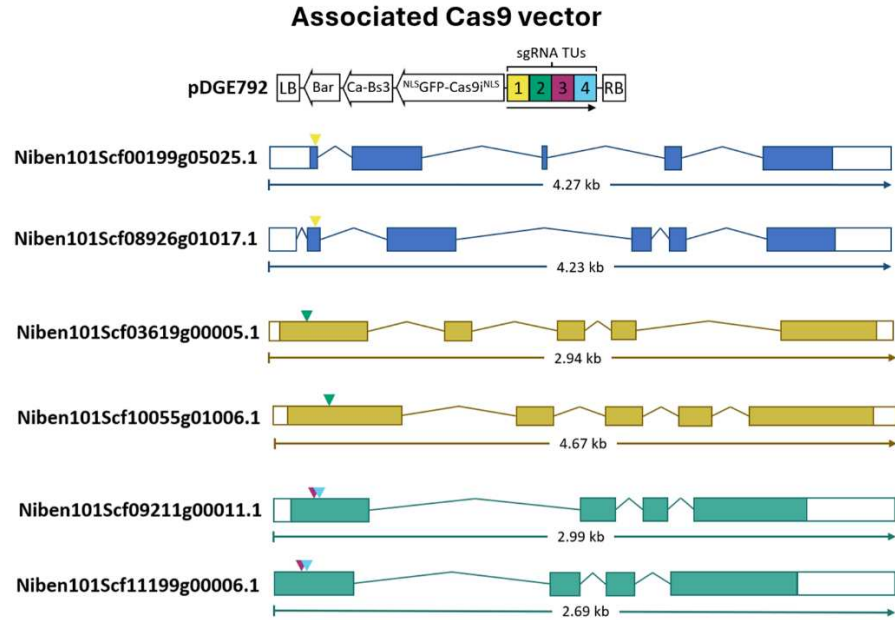 Associated Cas9 vector
sgRNA TUs
pDGE792 LB Bar Ca-Bs3 NLSGFP-Cas9iNLS 1 2 3 4 RB
Niben101Scf00199g05025.1
4.27 kb
Niben101Scf08926g01017.1
4.23 kb
Niben101Scf03619g00005.1
2.94 kb
Niben101Scf10055g01006.1
4.67 kb
Niben101Scf09211g00011.1
2.99 kb
Niben101Scf11199g00006.1
2.69 kb